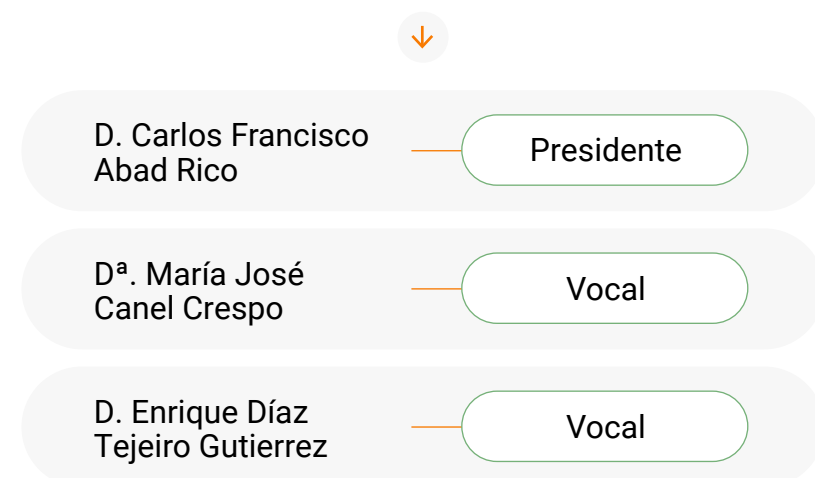 D. Carlos Francisco
Abad Rico
Presidente
Dª. María José
Canel Crespo
Vocal
D. Enrique Díaz
Tejeiro Gutierrez
Vocal